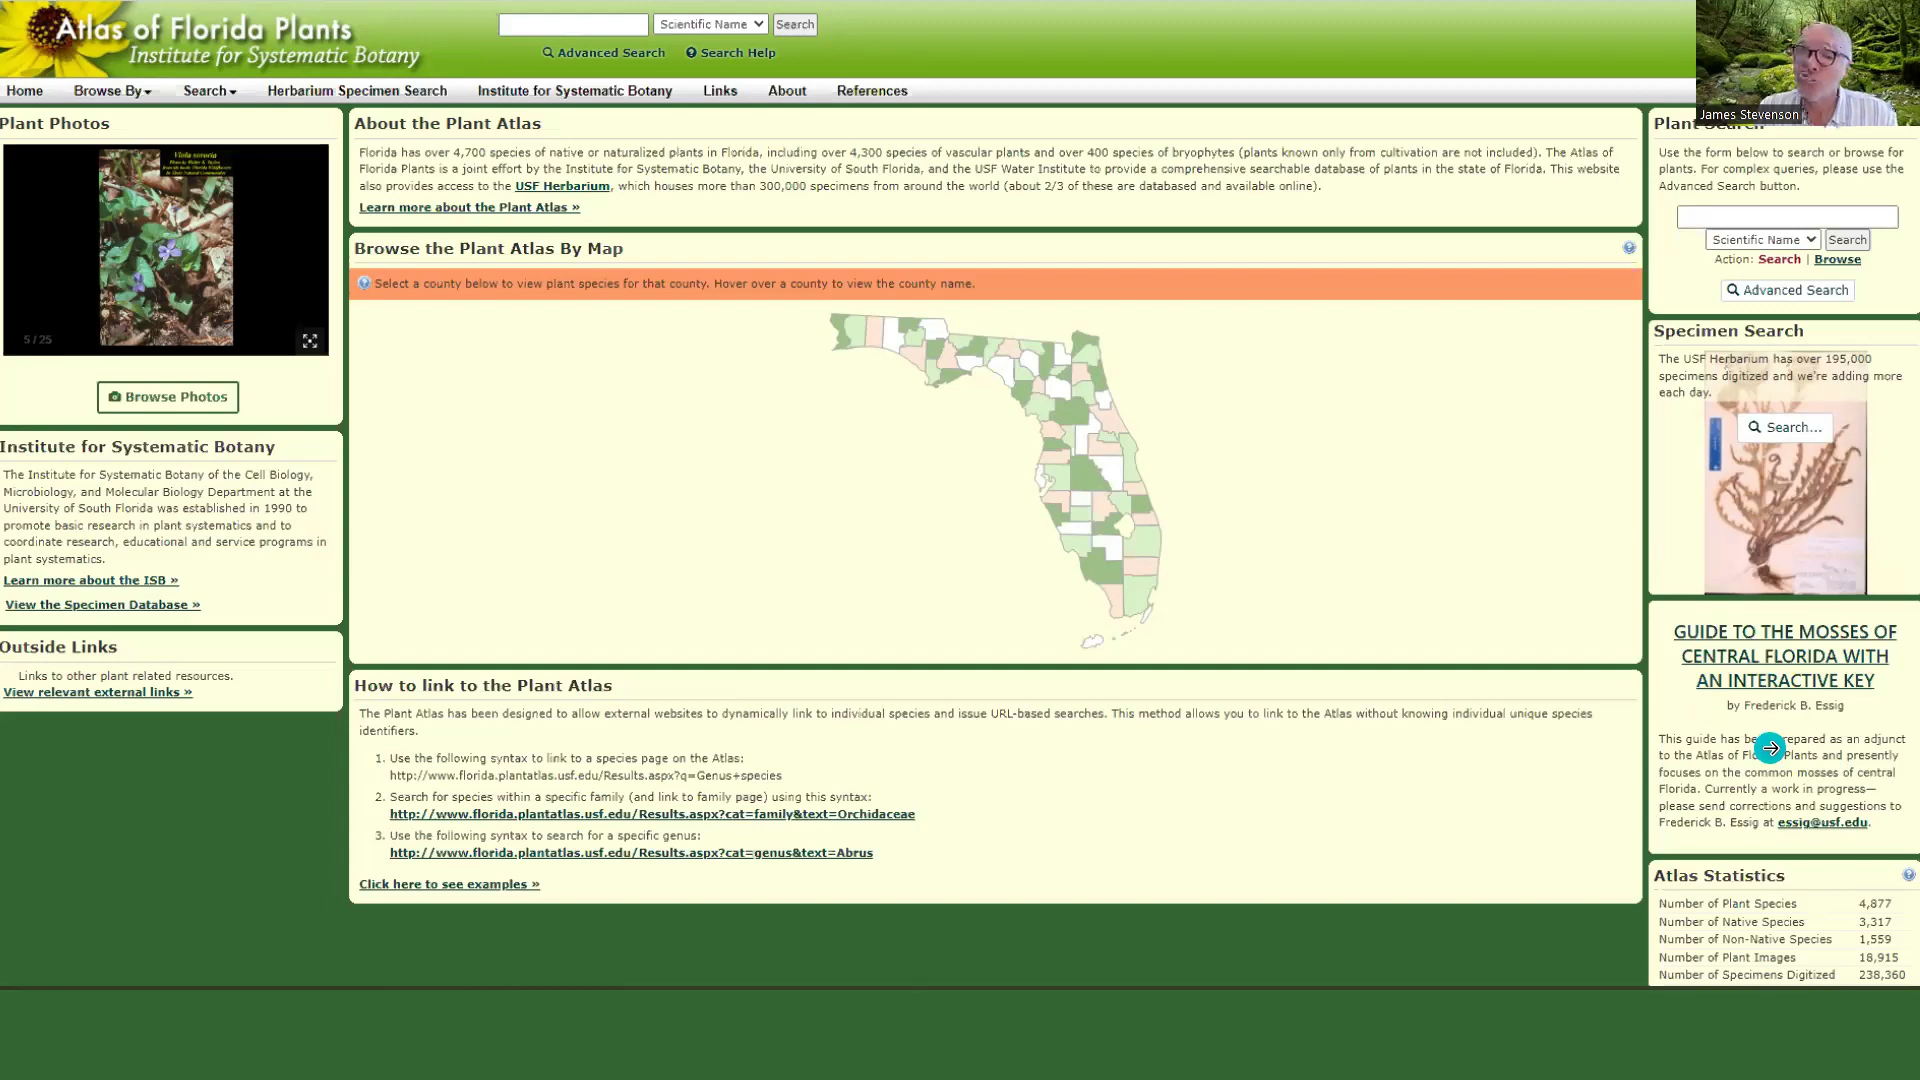 Atlas of Florida Plants
Institute for Systematic Botany
Scientific Name
Search
Advanced Search
Search Help
Home
Browse By
Search
Herbarium Specimen Search
Institute for Systematic Botany
Links
About
References
James Stevenson
Plant Photos
Viola sororia
5 / 25
Browse Photos
Institute for Systematic Botany
The Institute for Systematic Botany of the Cell Biology,
Microbiology, and Molecular Biology Department at the
University of South Florida was established in 1990 to
promote basic research in plant systematics and to
coordinate research, educational and service programs in
plant systematics.
Learn more about the ISB »
View the Specimen Database »
Outside Links
Links to other plant related resources.
View relevant external links »
About the Plant Atlas
Florida has over 4,700 species of native or naturalized plants in Florida, including over 4,300 species of vascular plants and over 400 species of bryophytes (plants known only from cultivation are not included). The Atlas of
Florida Plants is a joint effort by the Institute for Systematic Botany, the University of South Florida, and the USF Water Institute to provide a comprehensive searchable database of plants in the state of Florida. This website
also provides access to the USF Herbarium, which houses more than 300,000 specimens from around the world (about 2/3 of these are databased and available online).
Learn more about the Plant Atlas »
Browse the Plant Atlas By Map
Select a county below to view plant species for that county. Hover over a county to view the county name.
How to link to the Plant Atlas
The Plant Atlas has been designed to allow external websites to dynamically link to individual species and issue URL-based searches. This method allows you to link to the Atlas without knowing individual unique species
identifiers.
1. Use the following syntax to link to a species page on the Atlas:
http://www.florida.plantatlas.usf.edu/Results.aspx?q=Genus+species
2. Search for species within a specific family (and link to family page) using this syntax:
http://www.florida.plantatlas.usf.edu/Results.aspx?cat=family&text=Orchidaceae
3. Use the following syntax to search for a specific genus:
http://www.florida.plantatlas.usf.edu/Results.aspx?cat=genus&text=Abrus
Click here to see examples »
Plant Search
Use the form below to search or browse for
plants. For complex queries, please use the
Advanced Search button.
Scientific Name
Search
Action: Search | Browse
Advanced Search
Specimen Search
The USF Herbarium has over 195,000
specimens digitized and we're adding more
each day.
Search...
GUIDE TO THE MOSSES OF
CENTRAL FLORIDA WITH
AN INTERACTIVE KEY
by Frederick B. Essig
This guide has be prepared as an adjunct
to the Atlas of Flo Plants and presently
focuses on the common mosses of central
Florida. Currently a work in progress—
please send corrections and suggestions to
Frederick B. Essig at essig@usf.edu.
Atlas Statistics
Number of Plant Species 4,877
Number of Native Species 3,317
Number of Non-Native Species 1,559
Number of Plant Images 18,915
Number of Specimens Digitized 238,360